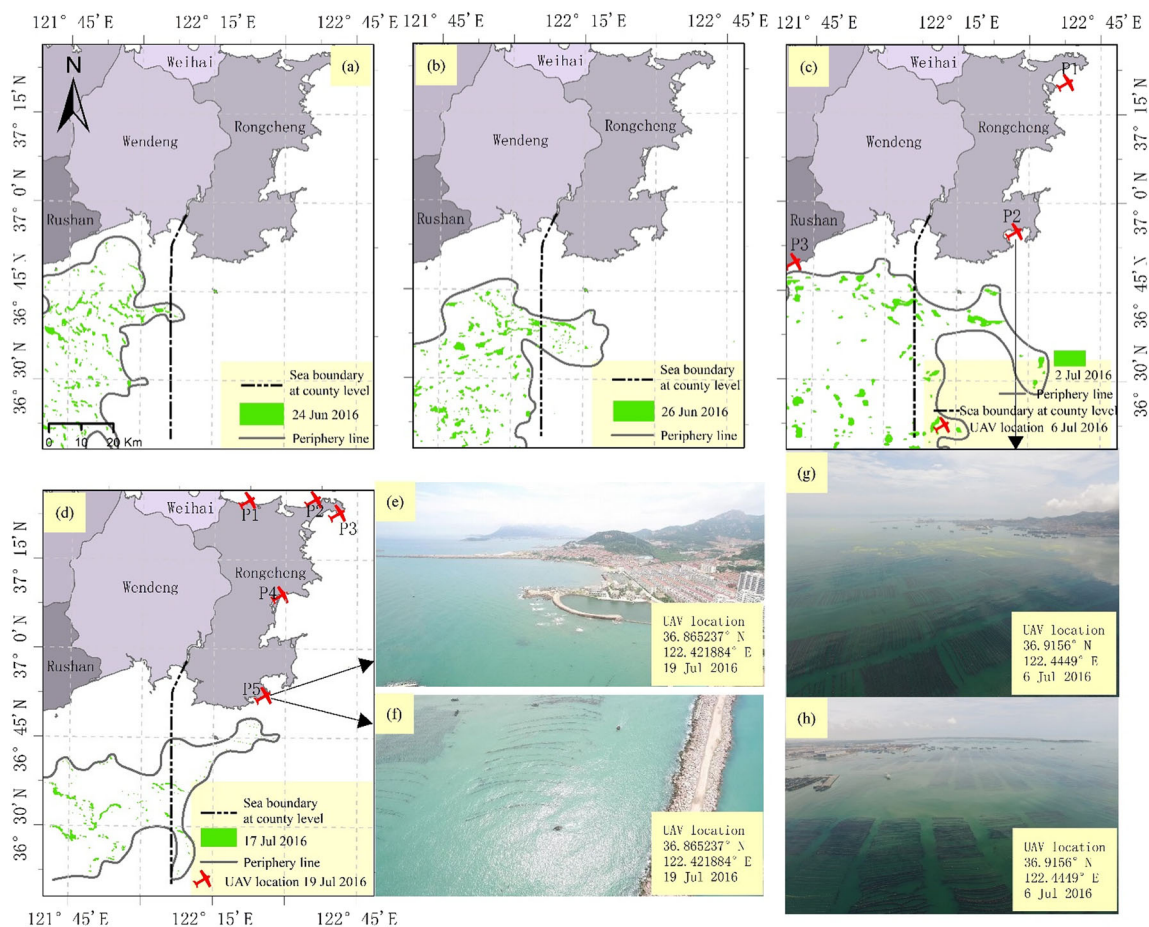 121° 45′E 122° 15′E 121° 45′E 122° 15′E 121° 45′E 122° 15′E 122° 45′E
(a)
N
Weihai
Wendeng
Rongcheng
Rushan
37° 15′N
37° 0′N
36° 45′N
36° 30′N
Sea boundary
at county level
24 Jun 2016
Periphery line
0 10 20 Km
(b)
Weihai
Wendeng
Rongcheng
Rushan
Sea boundary
at county level
26 Jun 2016
Periphery line
(c)
Weihai
P1
Wendeng
Rongcheng
Rushan
P2
P3
2 Jul 2016
Periphery line
Sea boundary at county level
UAV location 6 Jul 2016
37° 15′N
37° 0′N
36° 45′N
36° 30′N
(d)
Weihai
P1
P2
P3
Wendeng
Rongcheng
P4
Rushan
P5
37° 15′N
37° 0′N
36° 45′N
36° 30′N
Sea boundary
at county level
17 Jul 2016
Periphery line
UAV location 19 Jul 2016
121° 45′E 122° 15′E 122° 45′E
(e)
UAV location
36.865237° N
122.421884° E
19 Jul 2016
(f)
UAV location
36.865237° N
122.421884° E
19 Jul 2016
(g)
UAV location
36.9156° N
122.4449° E
6 Jul 2016
(h)
UAV location
36.9156° N
122.4449° E
6 Jul 2016